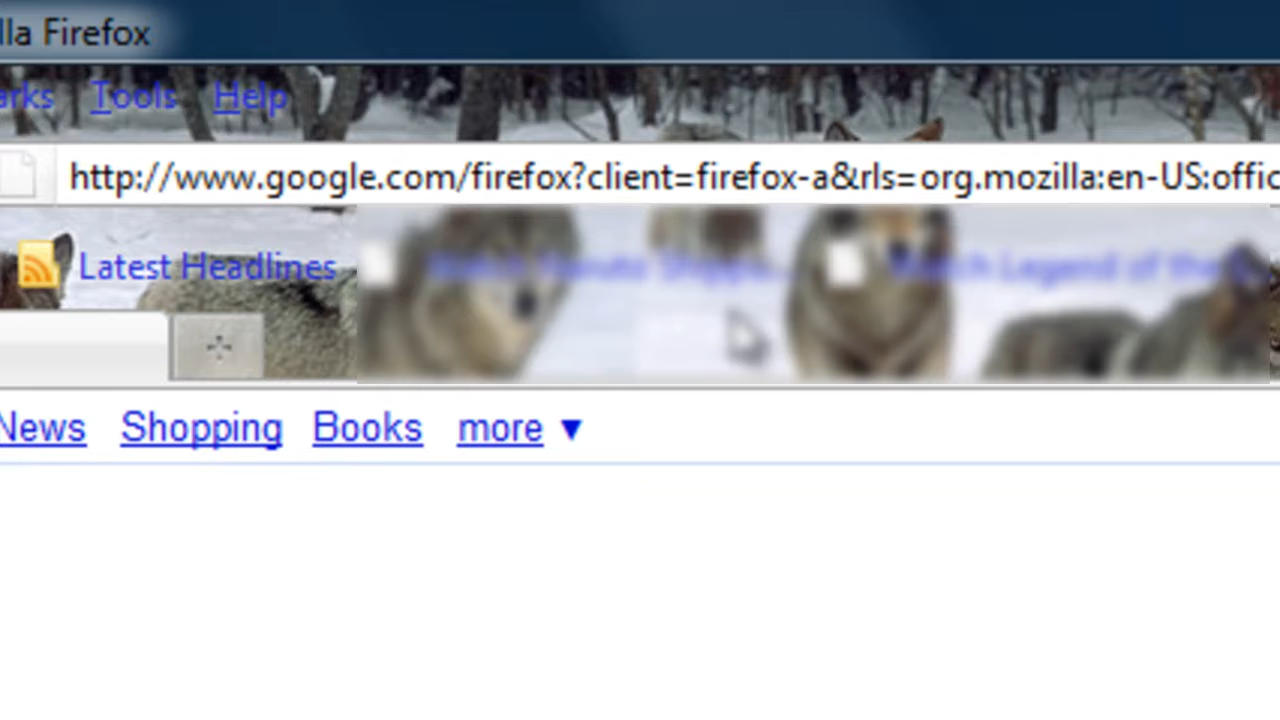 lla Firefox
arks Tools Help
http://www.google.com/firefox?client=firefox-a&rls=org.mozilla:en-US:offic
Latest Headlines
News Shopping Books more ▼